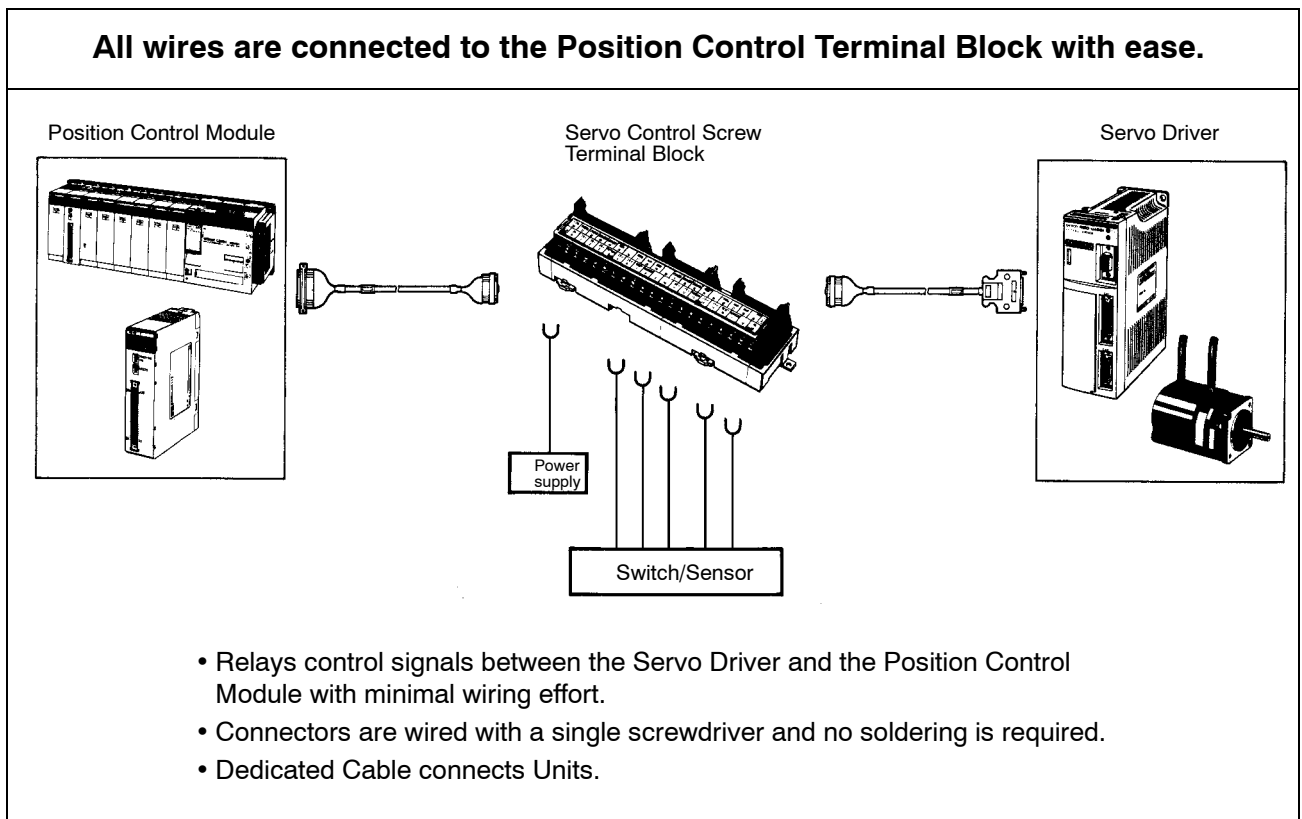 All wires are connected to the Position Control Terminal Block with ease.
Position Control Module
Servo Control Screw
Terminal Block
Servo Driver
Power
supply
Switch/Sensor
• Relays control signals between the Servo Driver and the Position Control
Module with minimal wiring effort.
• Connectors are wired with a single screwdriver and no soldering is required.
• Dedicated Cable connects Units.